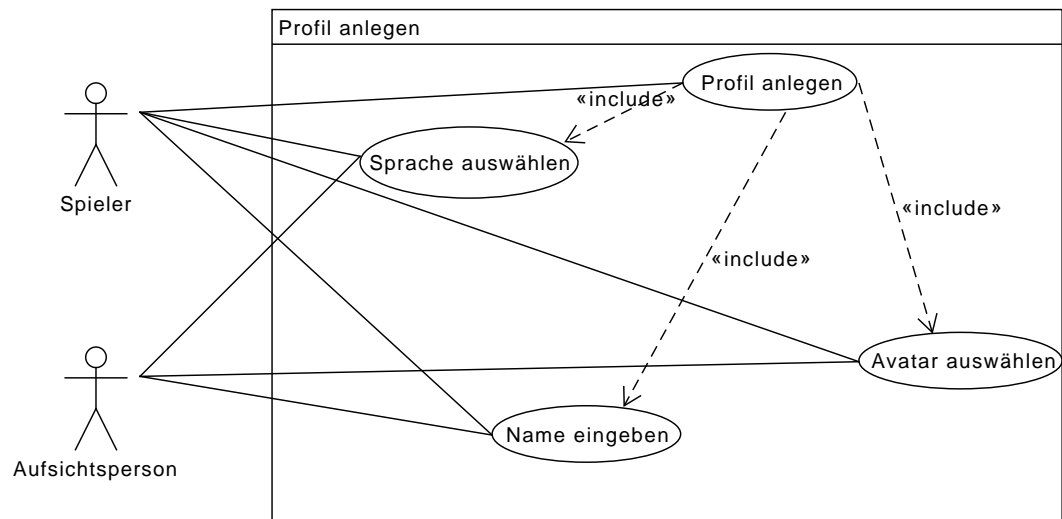 Profil anlegen
Profil anlegen
«include»
Sprache auswählen
Spieler
«include»
«include»
Avatar auswählen
Name eingeben
Aufsichtsperson